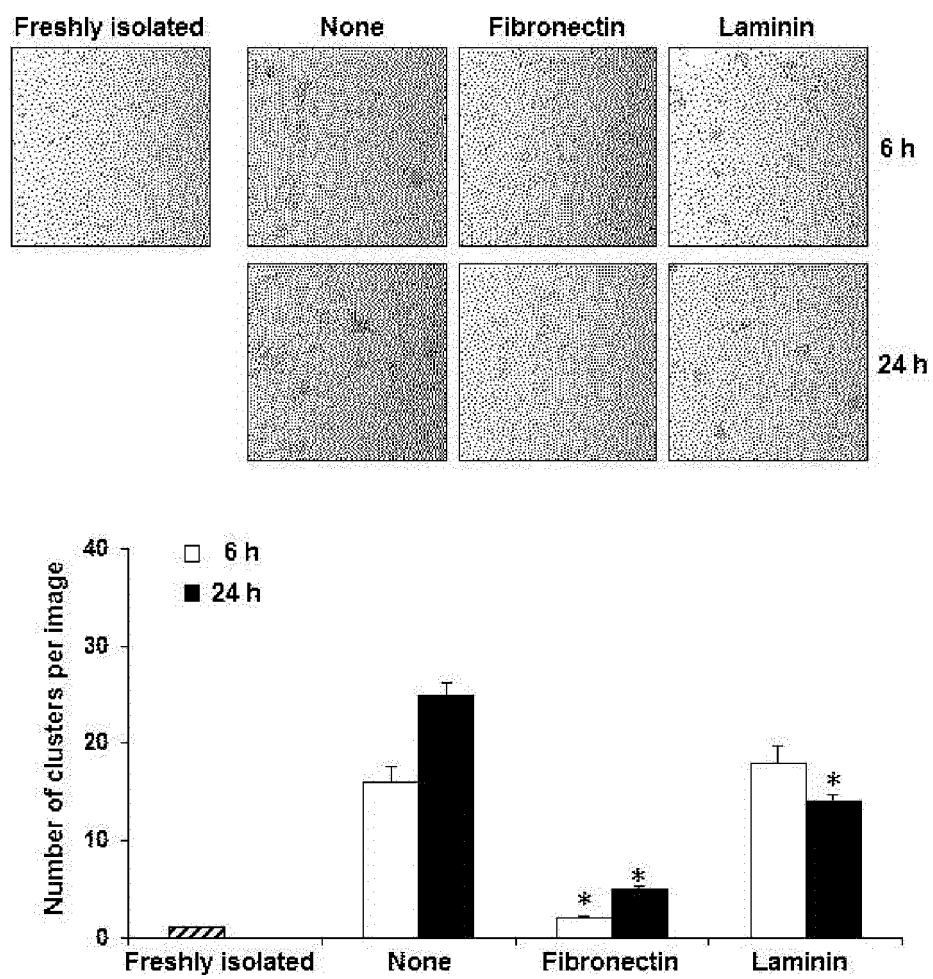 Freshly isolated None Fibronectin Laminin
6 h
24 h
Number of clusters per image
40
30
20
10
0
6 h
24 h
* * *
Freshly isolated None Fibronectin Laminin